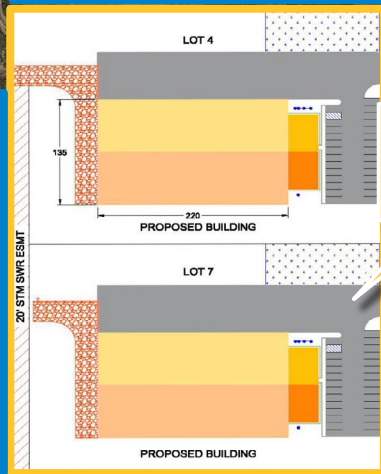 LOT 4
135
220
PROPOSED BUILDING
20' STM SWR ESMT
LOT 7
PROPOSED BUILDING